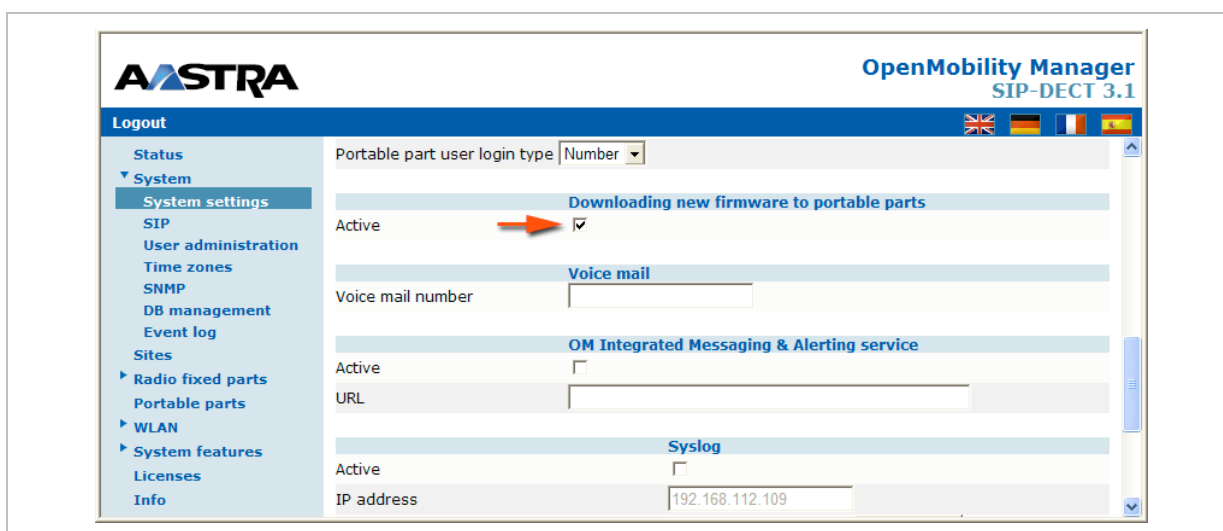 AASTRA
OpenMobility Manager
SIP-DECT 3.1
Logout
Status
System
System settings
SIP
User administration
Time zones
SNMP
DB management
Event log
Sites
Radio fixed parts
Portable parts
WLAN
System features
Licenses
Info
Portable part user login type Number
Downloading new firmware to portable parts
Active
Voice mail
Voice mail number
OM Integrated Messaging & Alerting service
Active
URL
Syslog
Active
IP address 192.168.112.109